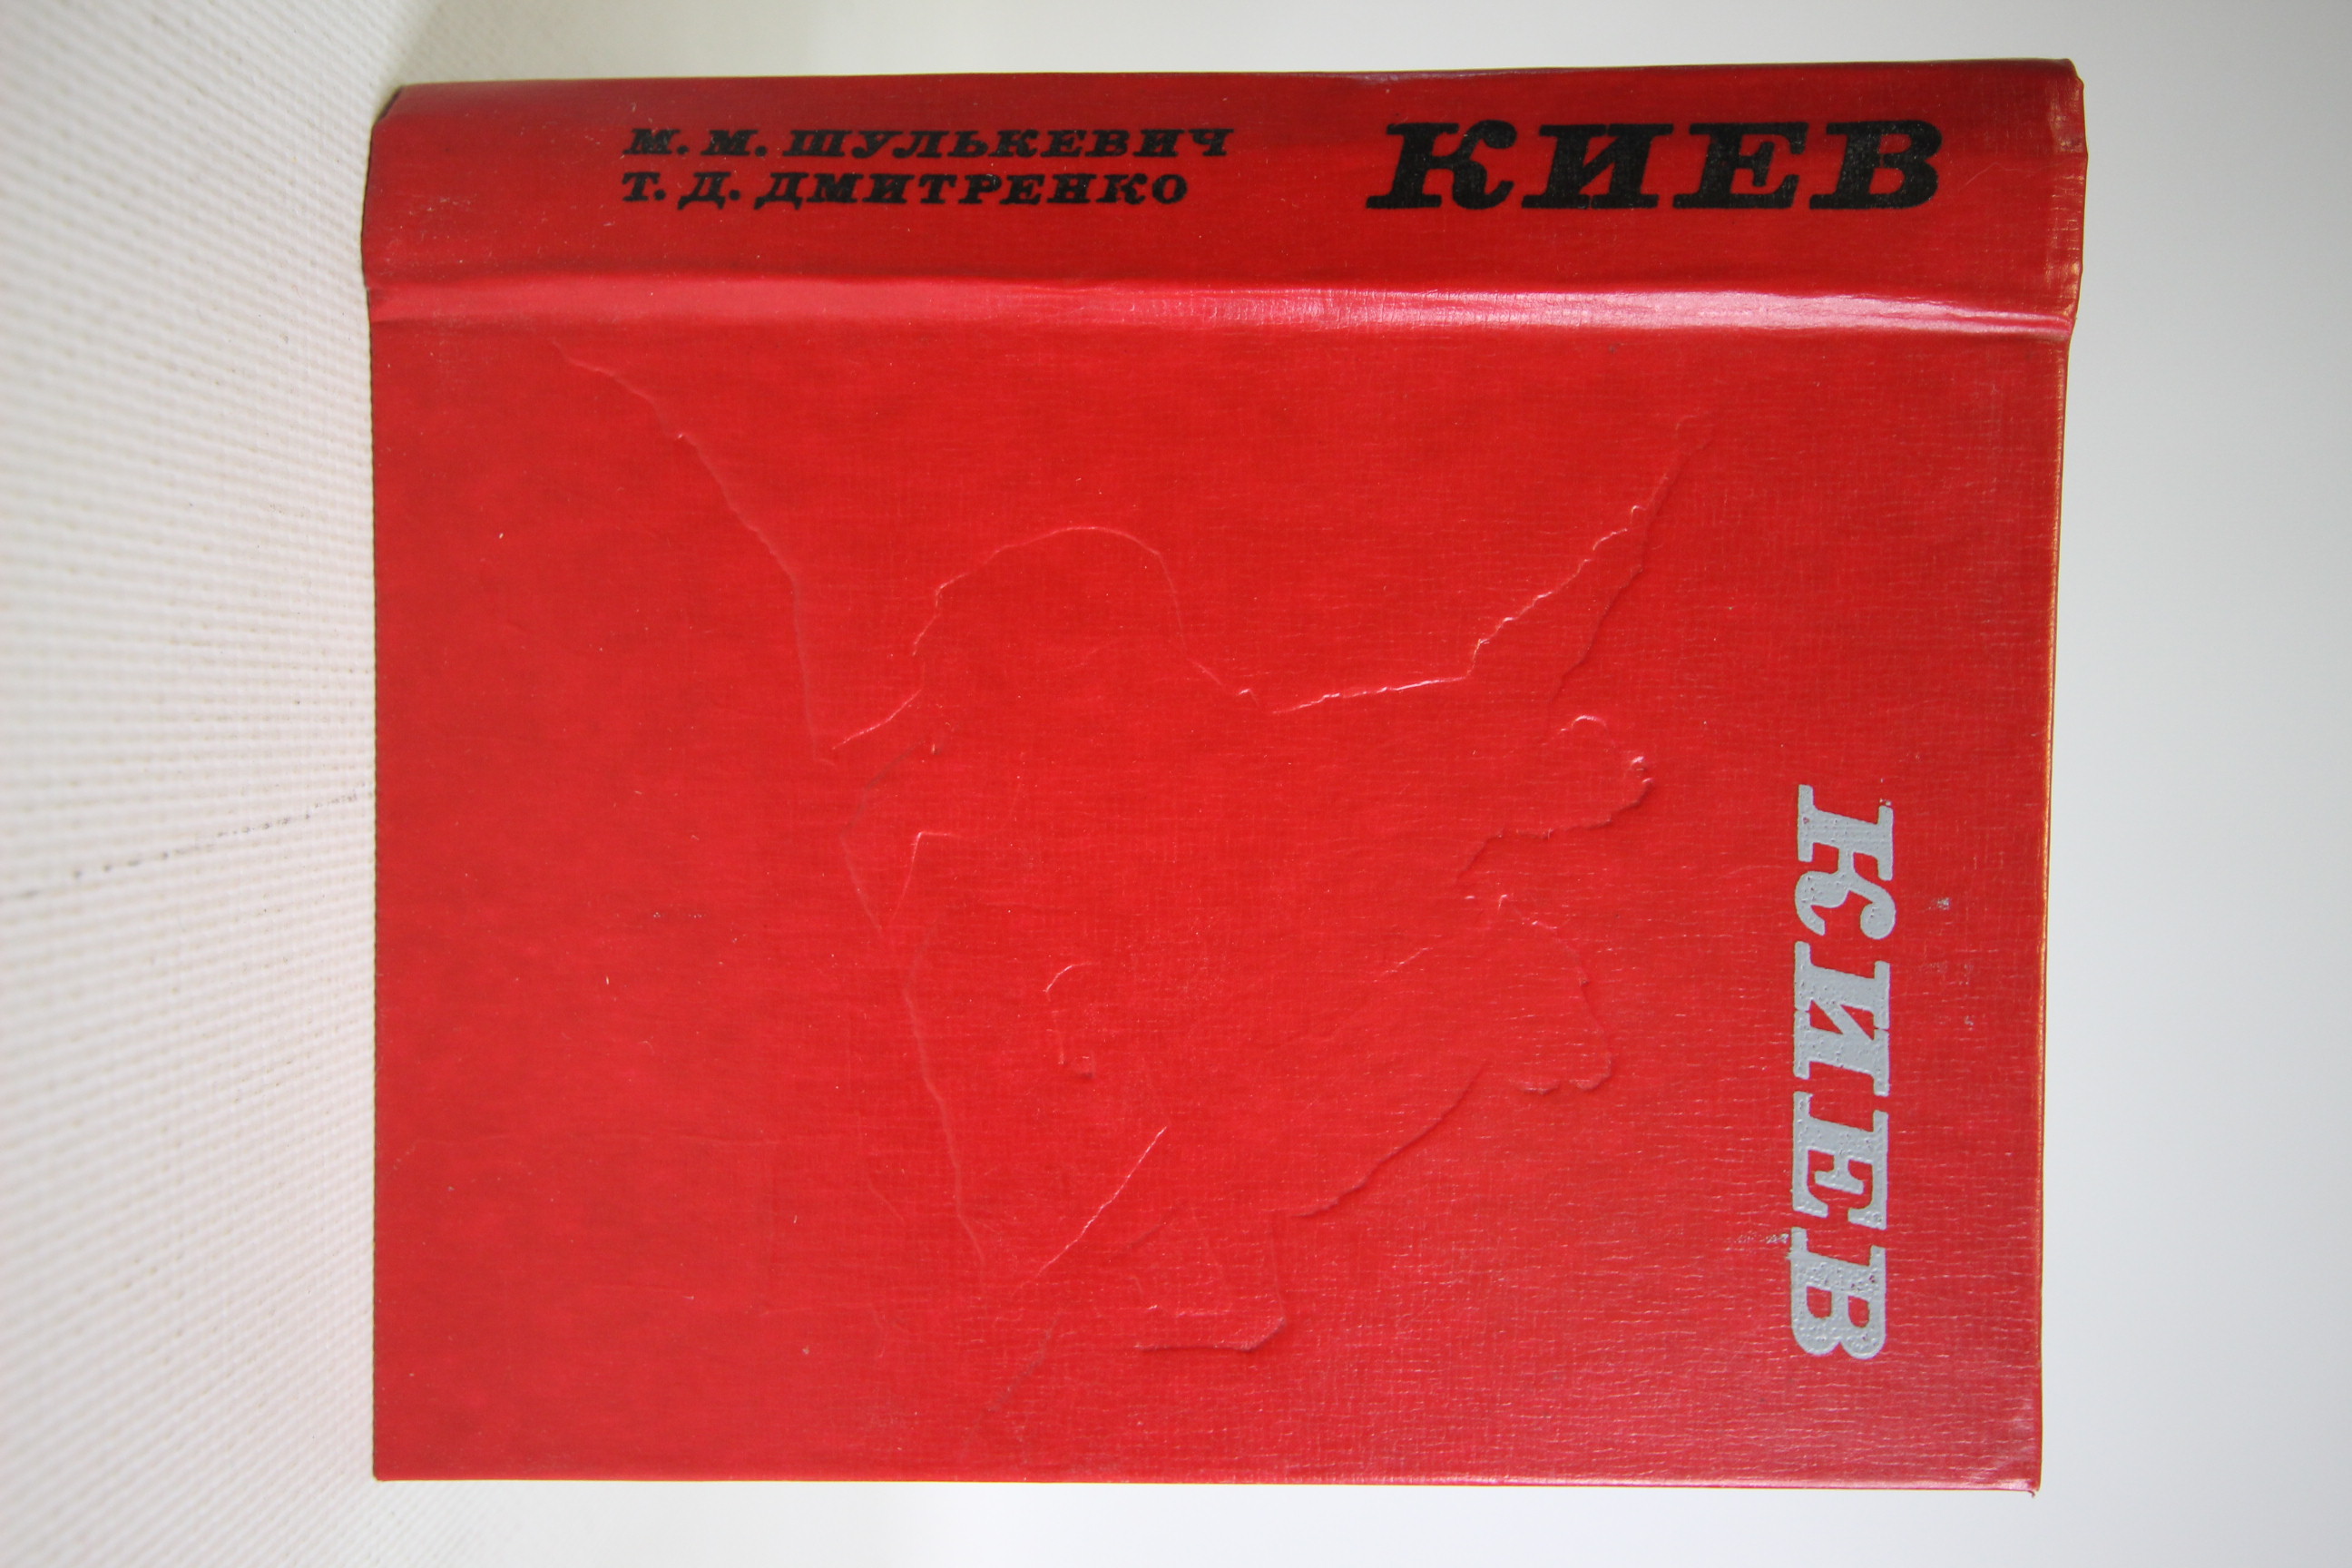 М. М. ШУЛЬКЕВИЧ
Т. Д. ДМИТРЕНКО
КИЕВ
КИЕВ